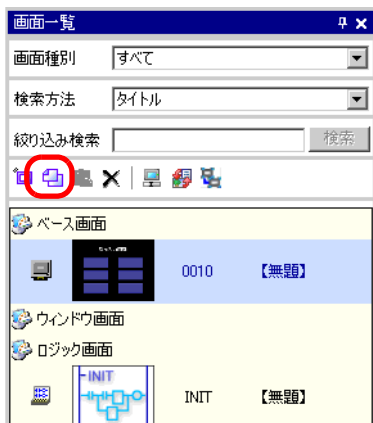 画面一覧
画面種別 すべて
検索方法 タイトル
絞り込み検索 検索
ベース画面
0010 【無題】
ウィンドウ画面
ロジック画面
INIT
INIT 【無題】